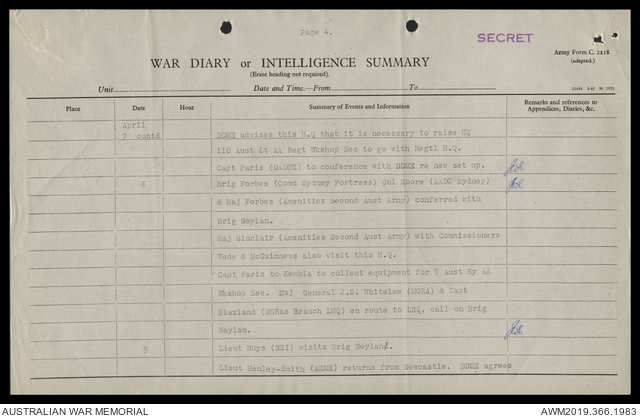 Page 4.
SECRET
Army Form C. 2118
(adapted.)
WAR DIARY or INTELLIGENCE SUMMARY
(Erase heading not required).
Unit
Date and Time.—From
To
Place
Date
Hour
Summary of Events and Information
Remarks and references to
Appendices, Diaries, &c.
April
7 contd
DDME advises this H.Q that it is necessary to raise HQ
110 Aust Lt AA Regt Wkshop Sec to go with Regtl H.Q.
Capt Paris (DADME) to conference with DDME re new set up.
8
Brig Forbes (Comd Sydney Fortress) Col Moore (AADC Sydney)
& Maj Forbes (Amenities Second Aust Army) conferred with
Brig Neylan.
Maj Sinclair (Amenities Second Aust Army) with Commissioners
Wade & McGuinness also visit this H.Q.
Capt Paris to Kembla to collect equipment for 9 Aust Hy AA
Wkshop Sec. Maj General J.S. Whitelaw (MGRA) & Capt
Blaxland (MGRAs Branch LHQ) en route to LHQ, call on Brig
Neylan.
9
Lieut Buys (NEI) visits Brig Neylan.
Lieut Henley-Smith (AEME) returns from Newcastle. DDME agrees
AUSTRALIAN WAR MEMORIAL
AWM2019.366.1983